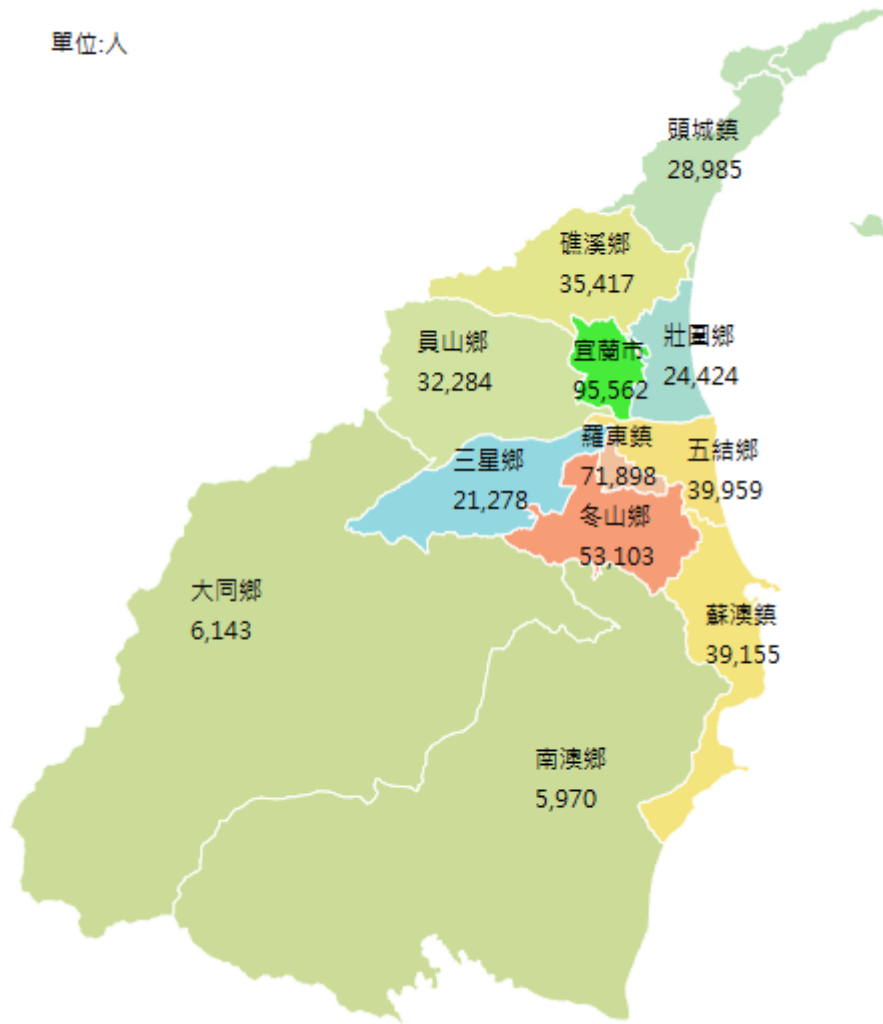 單位:人
頭城鎮
28,985
礁溪鄉
35,417
員山鄉
32,284
宜蘭市
95,562
壯圍鄉
24,424
羅東鎮
71,898
五結鄉
39,959
三星鄉
21,278
冬山鄉
53,103
大同鄉
6,143
蘇澳鎮
39,155
南澳鄉
5,970